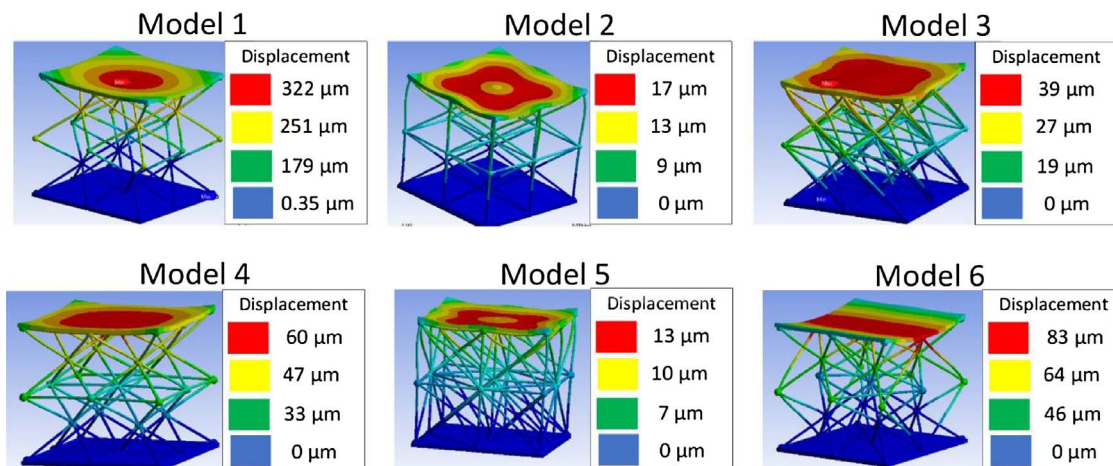 Model 1
Displacement
322 µm
251 µm
179 µm
0.35 µm
Model 2
Displacement
17 µm
13 µm
9 µm
0 µm
Model 3
Displacement
39 µm
27 µm
19 µm
0 µm
Model 4
Displacement
60 µm
47 µm
33 µm
0 µm
Model 5
Displacement
13 µm
10 µm
7 µm
0 µm
Model 6
Displacement
83 µm
64 µm
46 µm
0 µm